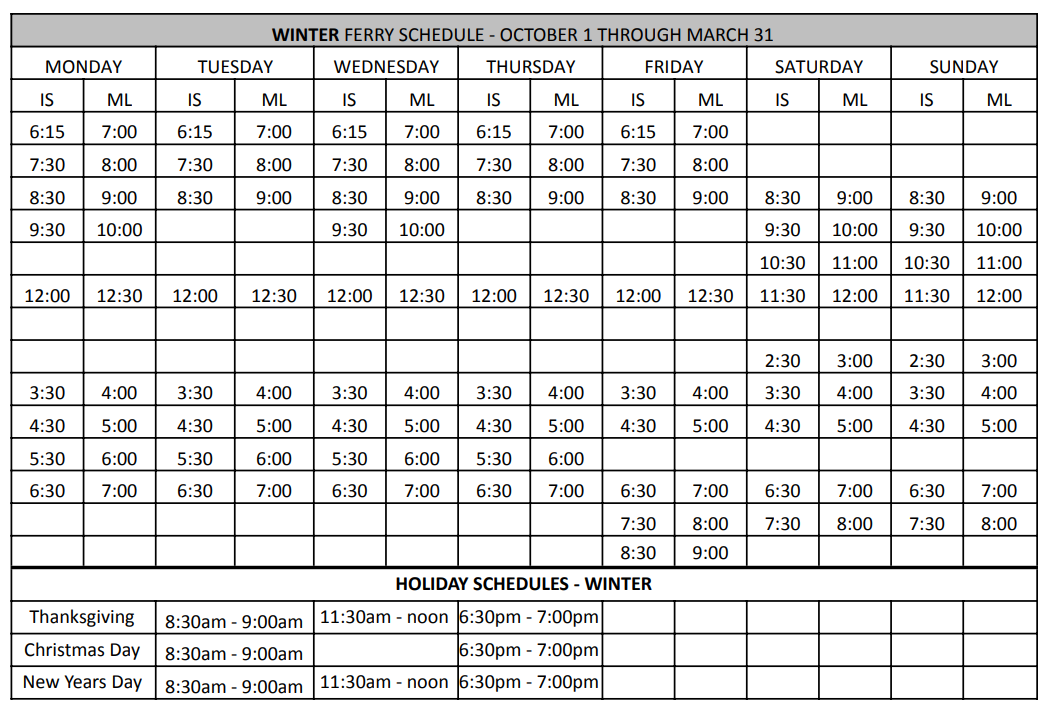 WINTER FERRY SCHEDULE - OCTOBER 1 THROUGH MARCH 31
MONDAY TUESDAY WEDNESDAY THURSDAY FRIDAY SATURDAY SUNDAY
IS ML IS ML IS ML IS ML IS ML IS ML IS ML
6:15 7:00 6:15 7:00 6:15 7:00 6:15 7:00 6:15 7:00
7:30 8:00 7:30 8:00 7:30 8:00 7:30 8:00 7:30 8:00
8:30 9:00 8:30 9:00 8:30 9:00 8:30 9:00 8:30 9:00 8:30 9:00 8:30 9:00
9:30 10:00 9:30 10:00 9:30 10:00 9:30 10:00
10:30 11:00 10:30 11:00
12:00 12:30 12:00 12:30 12:00 12:30 12:00 12:30 12:00 12:30 11:30 12:00 11:30 12:00
2:30 3:00 2:30 3:00
3:30 4:00 3:30 4:00 3:30 4:00 3:30 4:00 3:30 4:00 3:30 4:00 3:30 4:00
4:30 5:00 4:30 5:00 4:30 5:00 4:30 5:00 4:30 5:00 4:30 5:00 4:30 5:00
5:30 6:00 5:30 6:00 5:30 6:00 5:30 6:00
6:30 7:00 6:30 7:00 6:30 7:00 6:30 7:00 6:30 7:00 6:30 7:00 6:30 7:00
7:30 8:00 7:30 8:00 7:30 8:00
8:30 9:00
HOLIDAY SCHEDULES - WINTER
Thanksgiving 8:30am - 9:00am 11:30am - noon 6:30pm - 7:00pm
Christmas Day 8:30am - 9:00am 6:30pm - 7:00pm
New Years Day 8:30am - 9:00am 11:30am - noon 6:30pm - 7:00pm